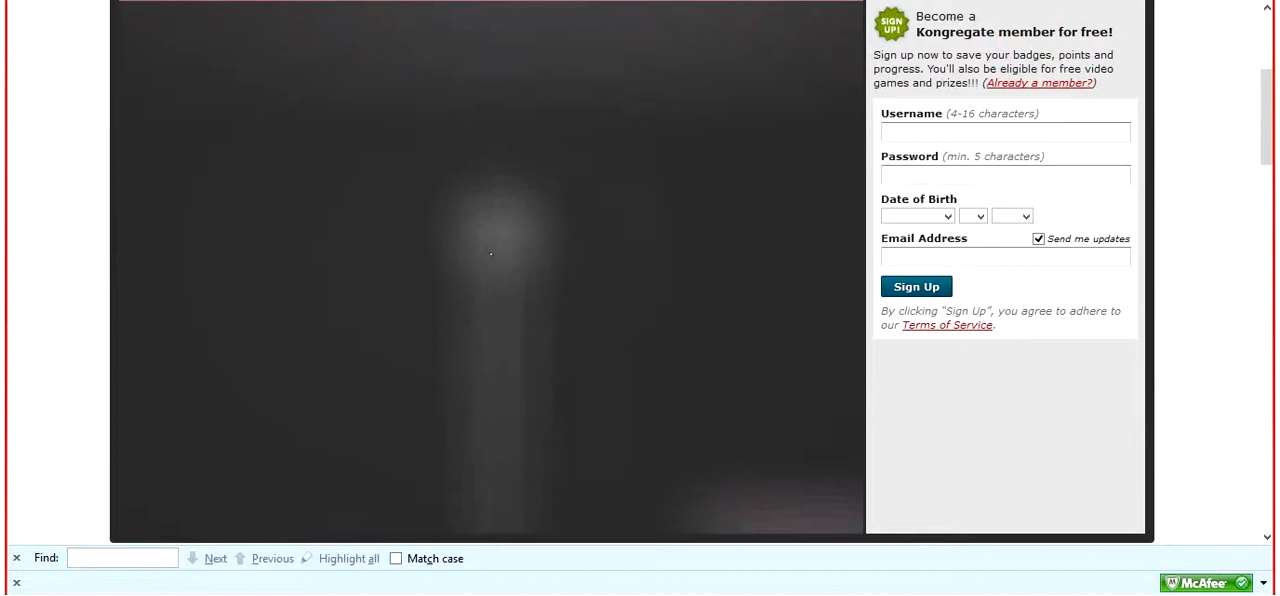 SIGN
UP!
Become a
Kongregate member for free!
Sign up now to save your badges, points and
progress. You'll also be eligible for free video
games and prizes!!! (Already a member?)
Username (4-16 characters)
Password (min. 5 characters)
Date of Birth
Email Address
Send me updates
Sign Up
By clicking “Sign Up”, you agree to adhere to
our Terms of Service.
Find:
Next
Previous
Highlight all
Match case
McAfee